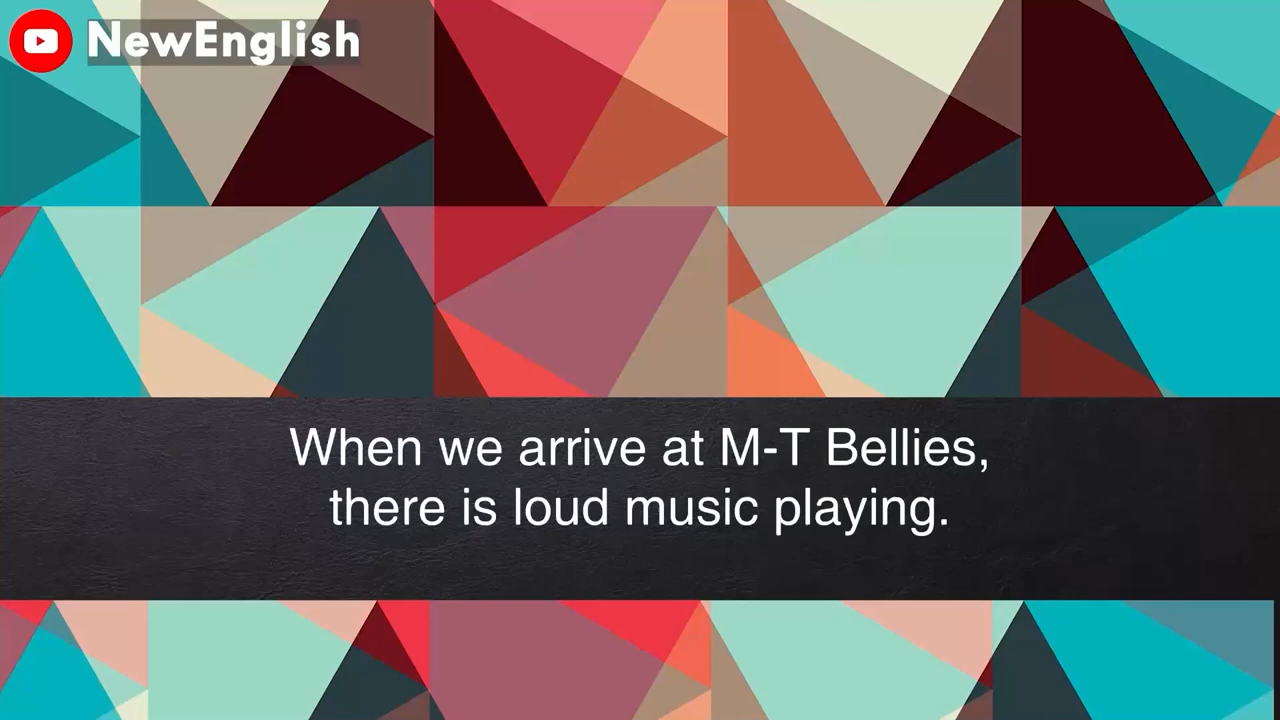 NewEnglish
When we arrive at M-T Bellies,
there is loud music playing.